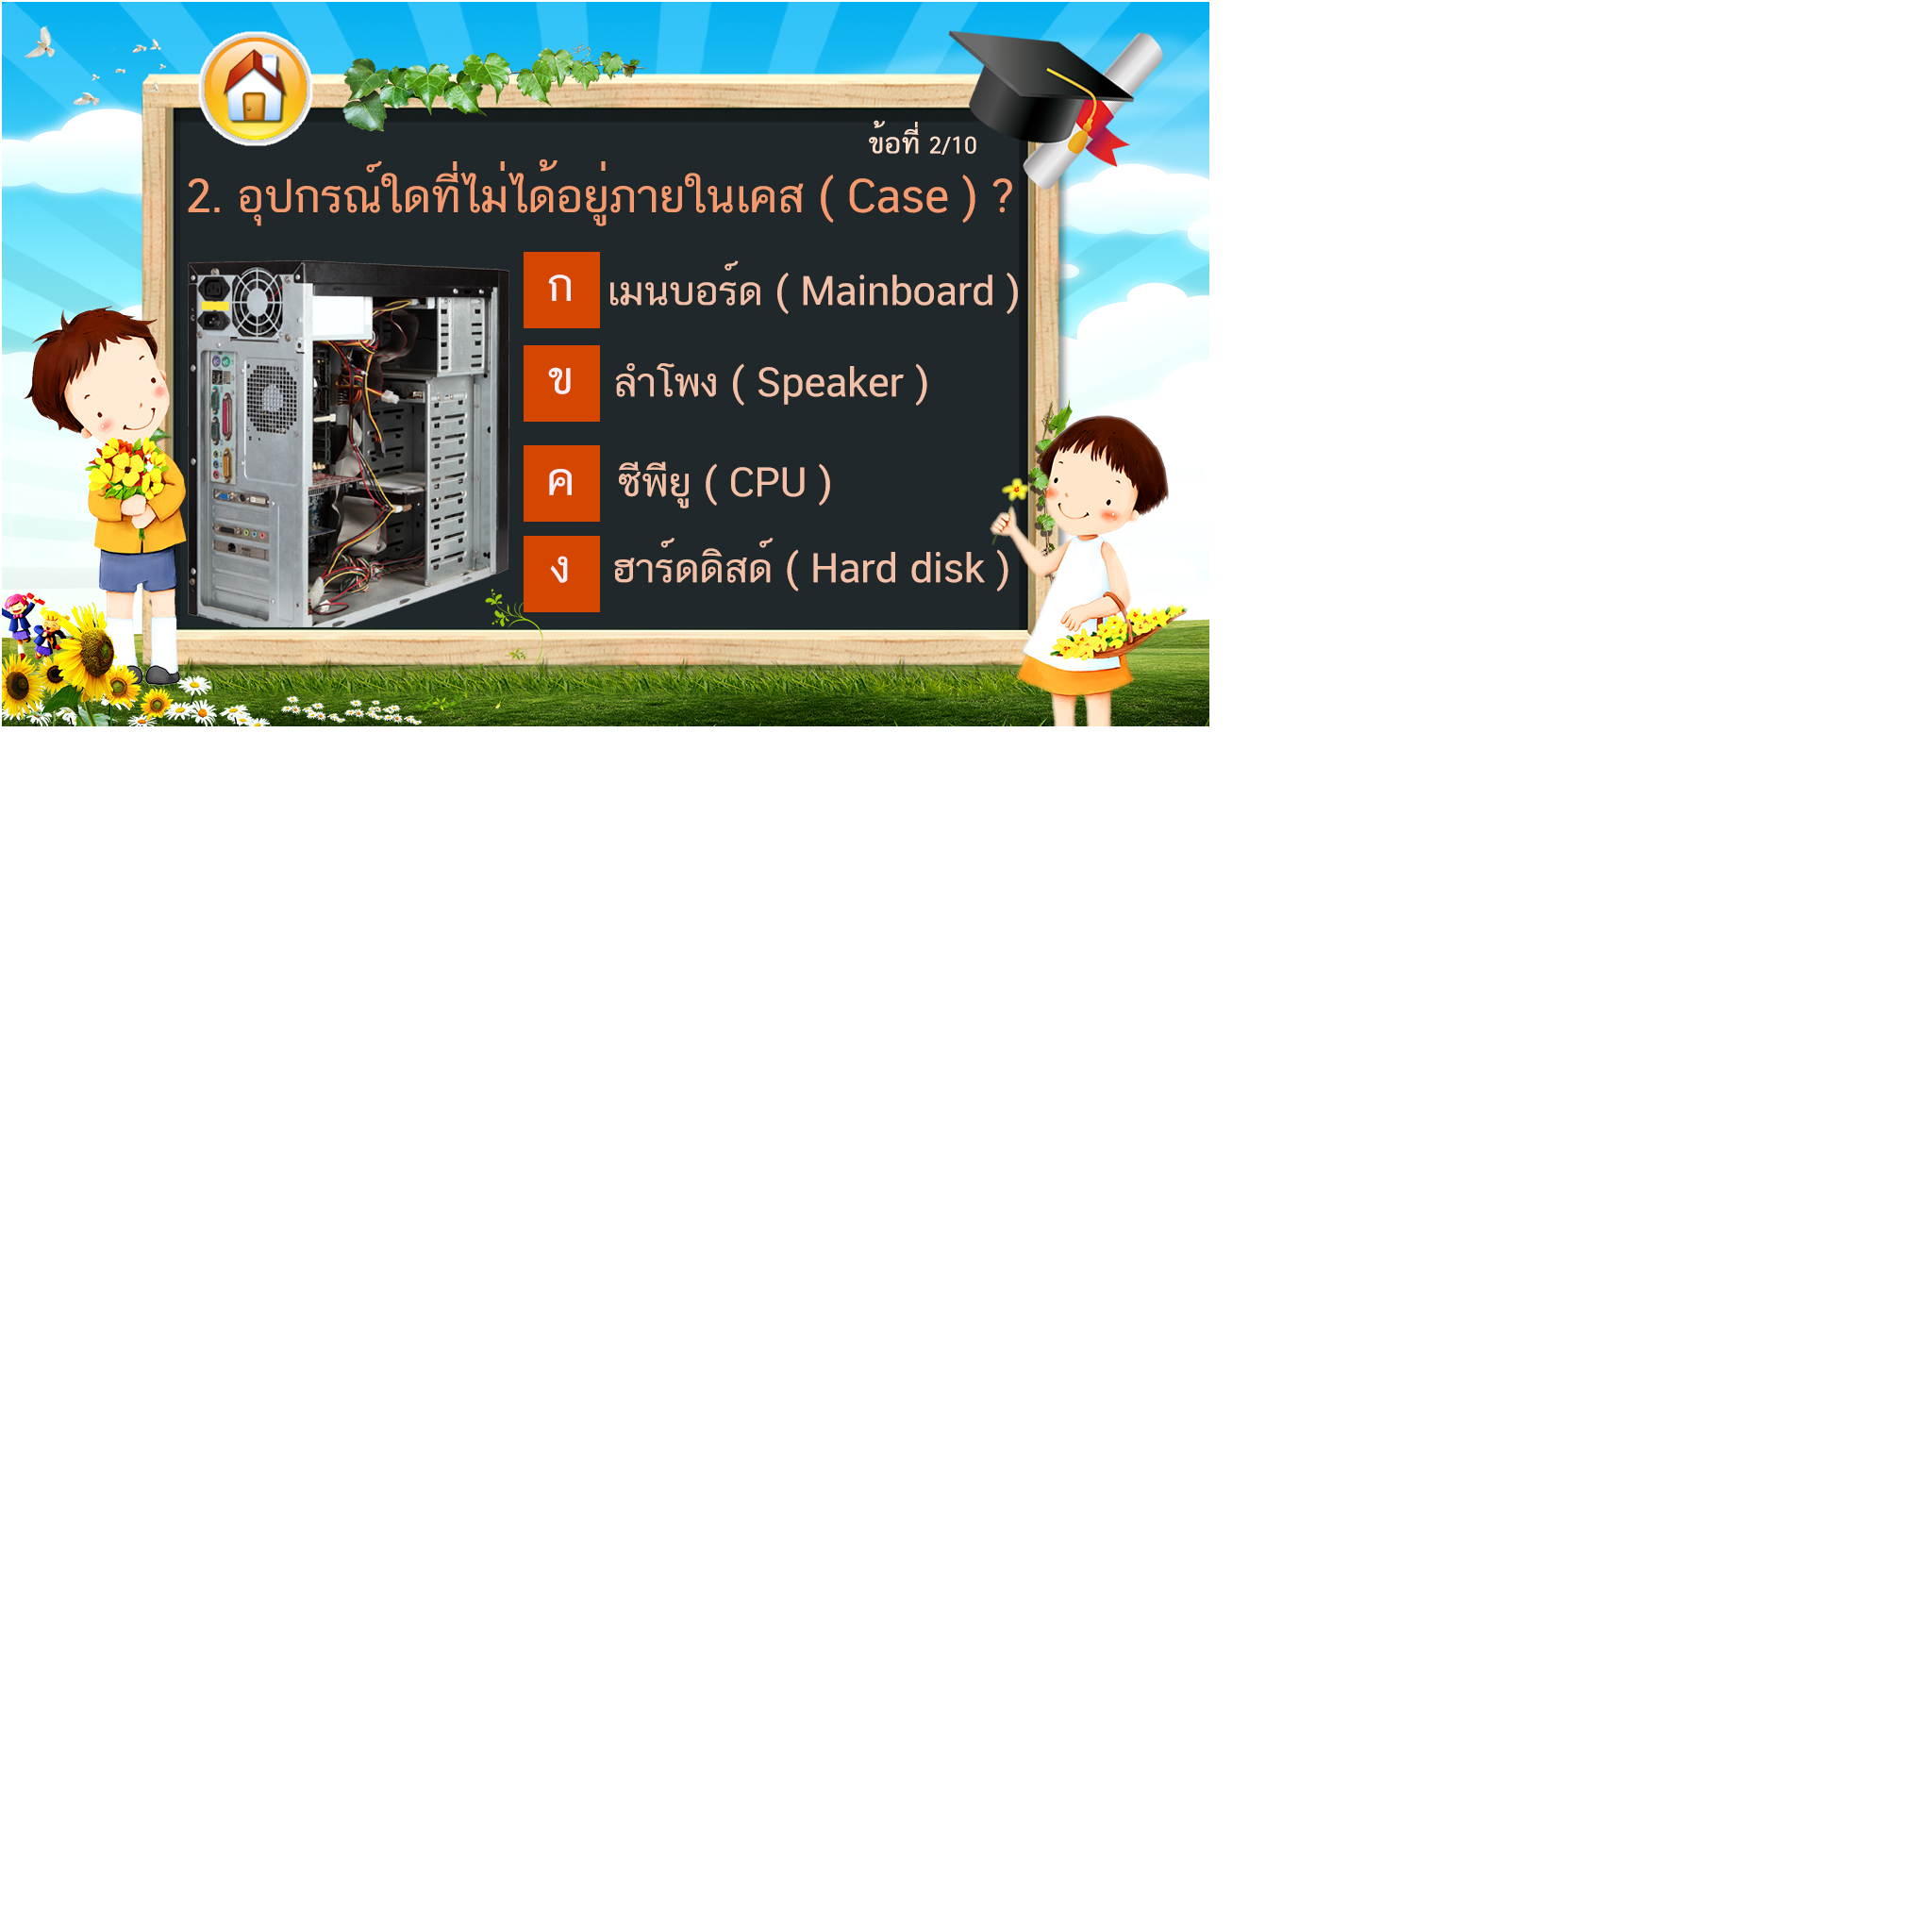 ข้อที่ 2/10
2. อุปกรณ์ใดที่ไม่ได้อยู่ภายในเคส ( Case ) ?
ก เมนบอร์ด ( Mainboard )
ข ลำโพง ( Speaker )
ค ซีพียู ( CPU )
ง ฮาร์ดดิสด์ ( Hard disk )